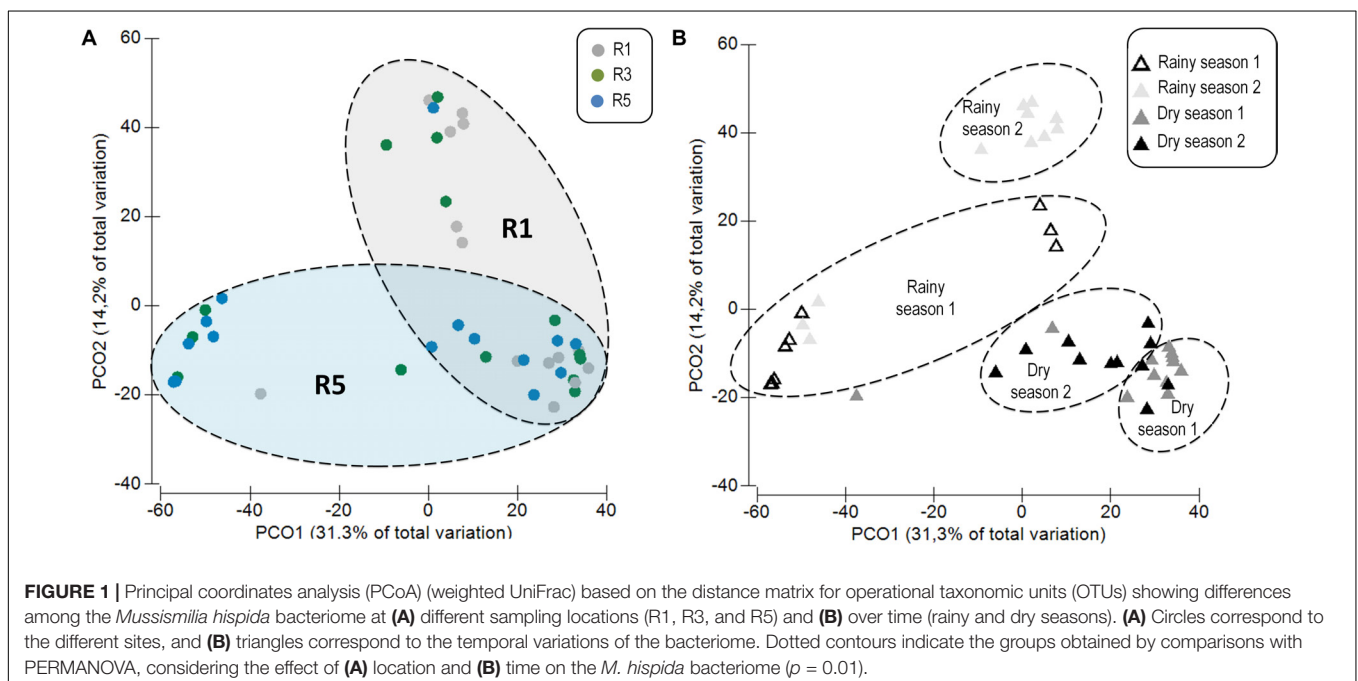 A
60
40
20
0
-20
-40
-60 -40 -20 0 20 40
PCO2 (14,2% of total variation)
PCO1 (31.3% of total variation)
R1
R3
R5
R1
R5
B
60
40
20
0
-20
-40
-60 -40 -20 0 20 40
PCO2 (14,2% of total variation)
PCO1 (31,3% of total variation)
Rainy season 1
Rainy season 2
Dry season 1
Dry season 2
Rainy
season 2
Rainy
season 1
Dry
season 2
Dry
season 1
FIGURE 1 | Principal coordinates analysis (PCoA) (weighted UniFrac) based on the distance matrix for operational taxonomic units (OTUs) showing differences
among the Mussismilia hispida bacteriome at (A) different sampling locations (R1, R3, and R5) and (B) over time (rainy and dry seasons). (A) Circles correspond to
the different sites, and (B) triangles correspond to the temporal variations of the bacteriome. Dotted contours indicate the groups obtained by comparisons with
PERMANOVA, considering the effect of (A) location and (B) time on the M. hispida bacteriome (p = 0.01).